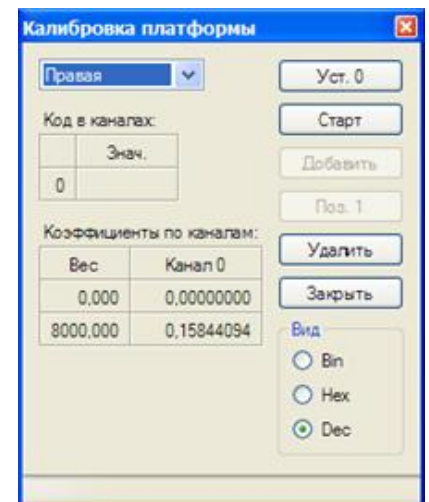 Калибровка платформы
Правая
Уст. 0
Код в каналах:
Старт
Знач.
Добавить
0
Поз. 1
Коэффициенты по каналам:
Удалить
Вес Канал 0
0,000 0,00000000
Закрыть
8000,000 0,15844094
Вид
Bin
Hex
Dec